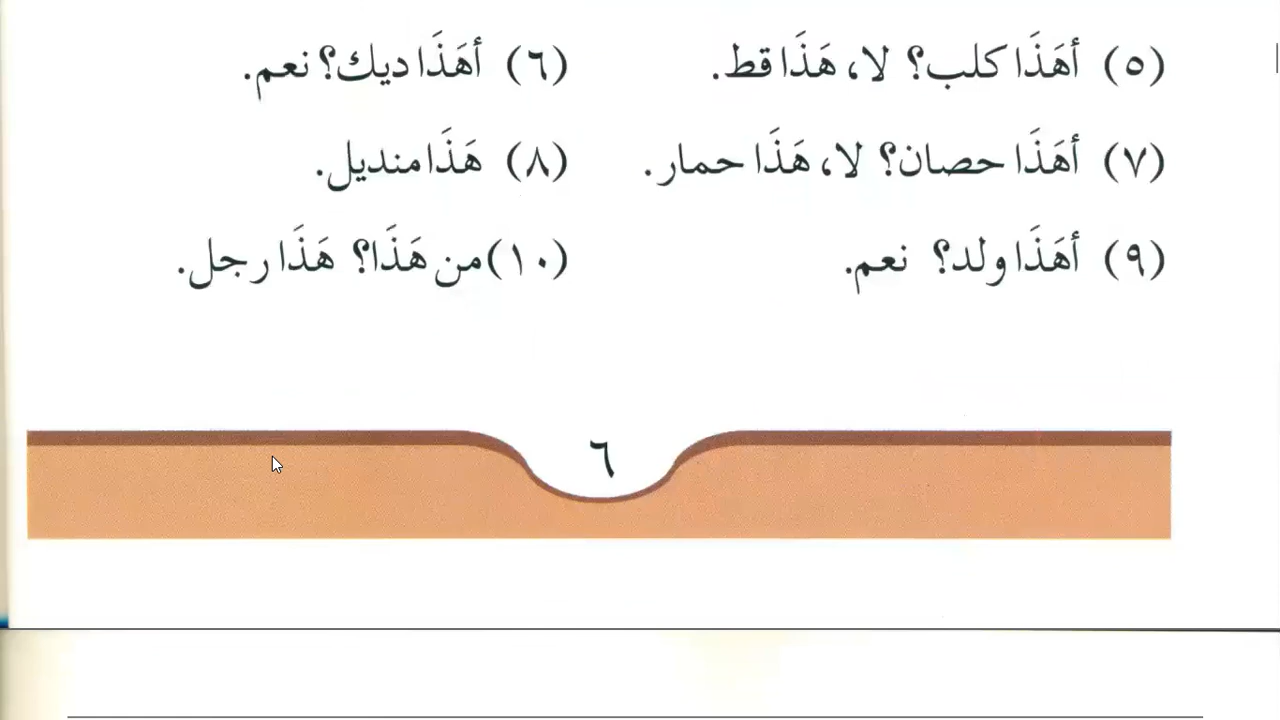 (٥) أهَذَا كلب؟ لا، هَذَا قط. (٦) أهَذَا ديك؟ نعم.
(٧) أهَذَا حصان؟ لا، هَذَا حمار. (٨) هَذَا منديل.
(٩) أهَذَا ولد؟ نعم. (١٠) من هَذَا؟ هَذَا رجل.
٦